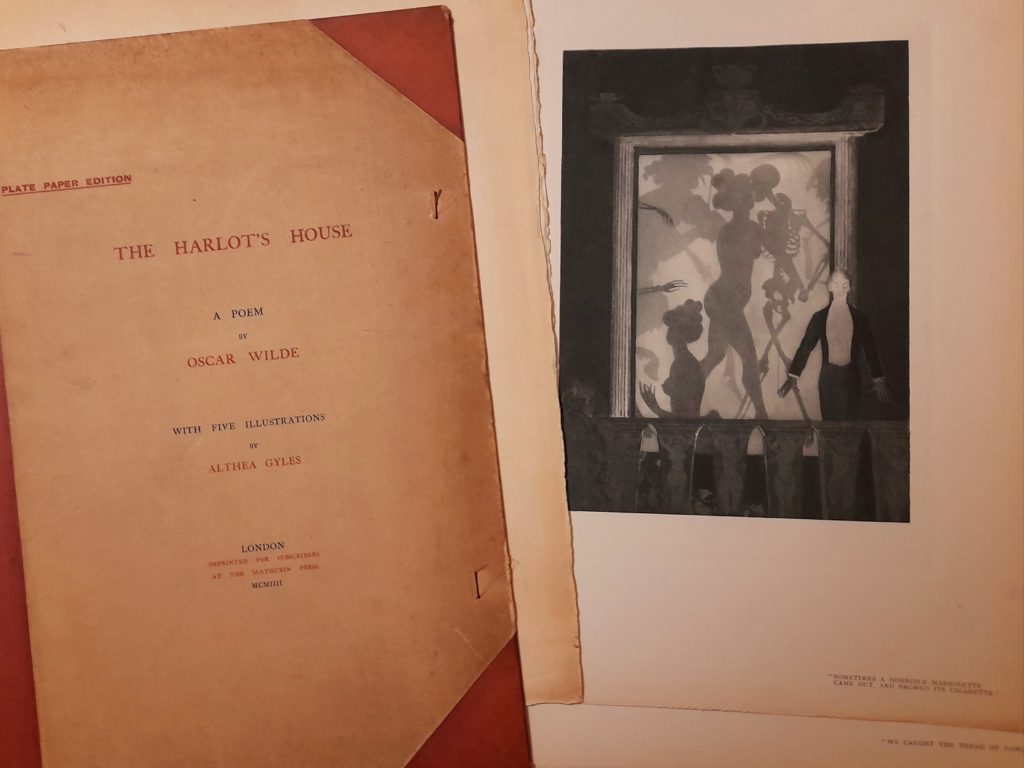 PLATE PAPER EDITION
THE HARLOT'S HOUSE
A POEM
BY
OSCAR WILDE
WITH FIVE ILLUSTRATIONS
BY
ALTHEA GYLES
LONDON
IMPRINTED FOR SUBSCRIBERS
AT THE MATHURIN PRESS
MCMIIII
"SOMETIMES A HORRIBLE MARIONETTE
CAME OUT, AND SMOKED ITS CIGARETTE
"WE CAUGHT THE TREAD OF